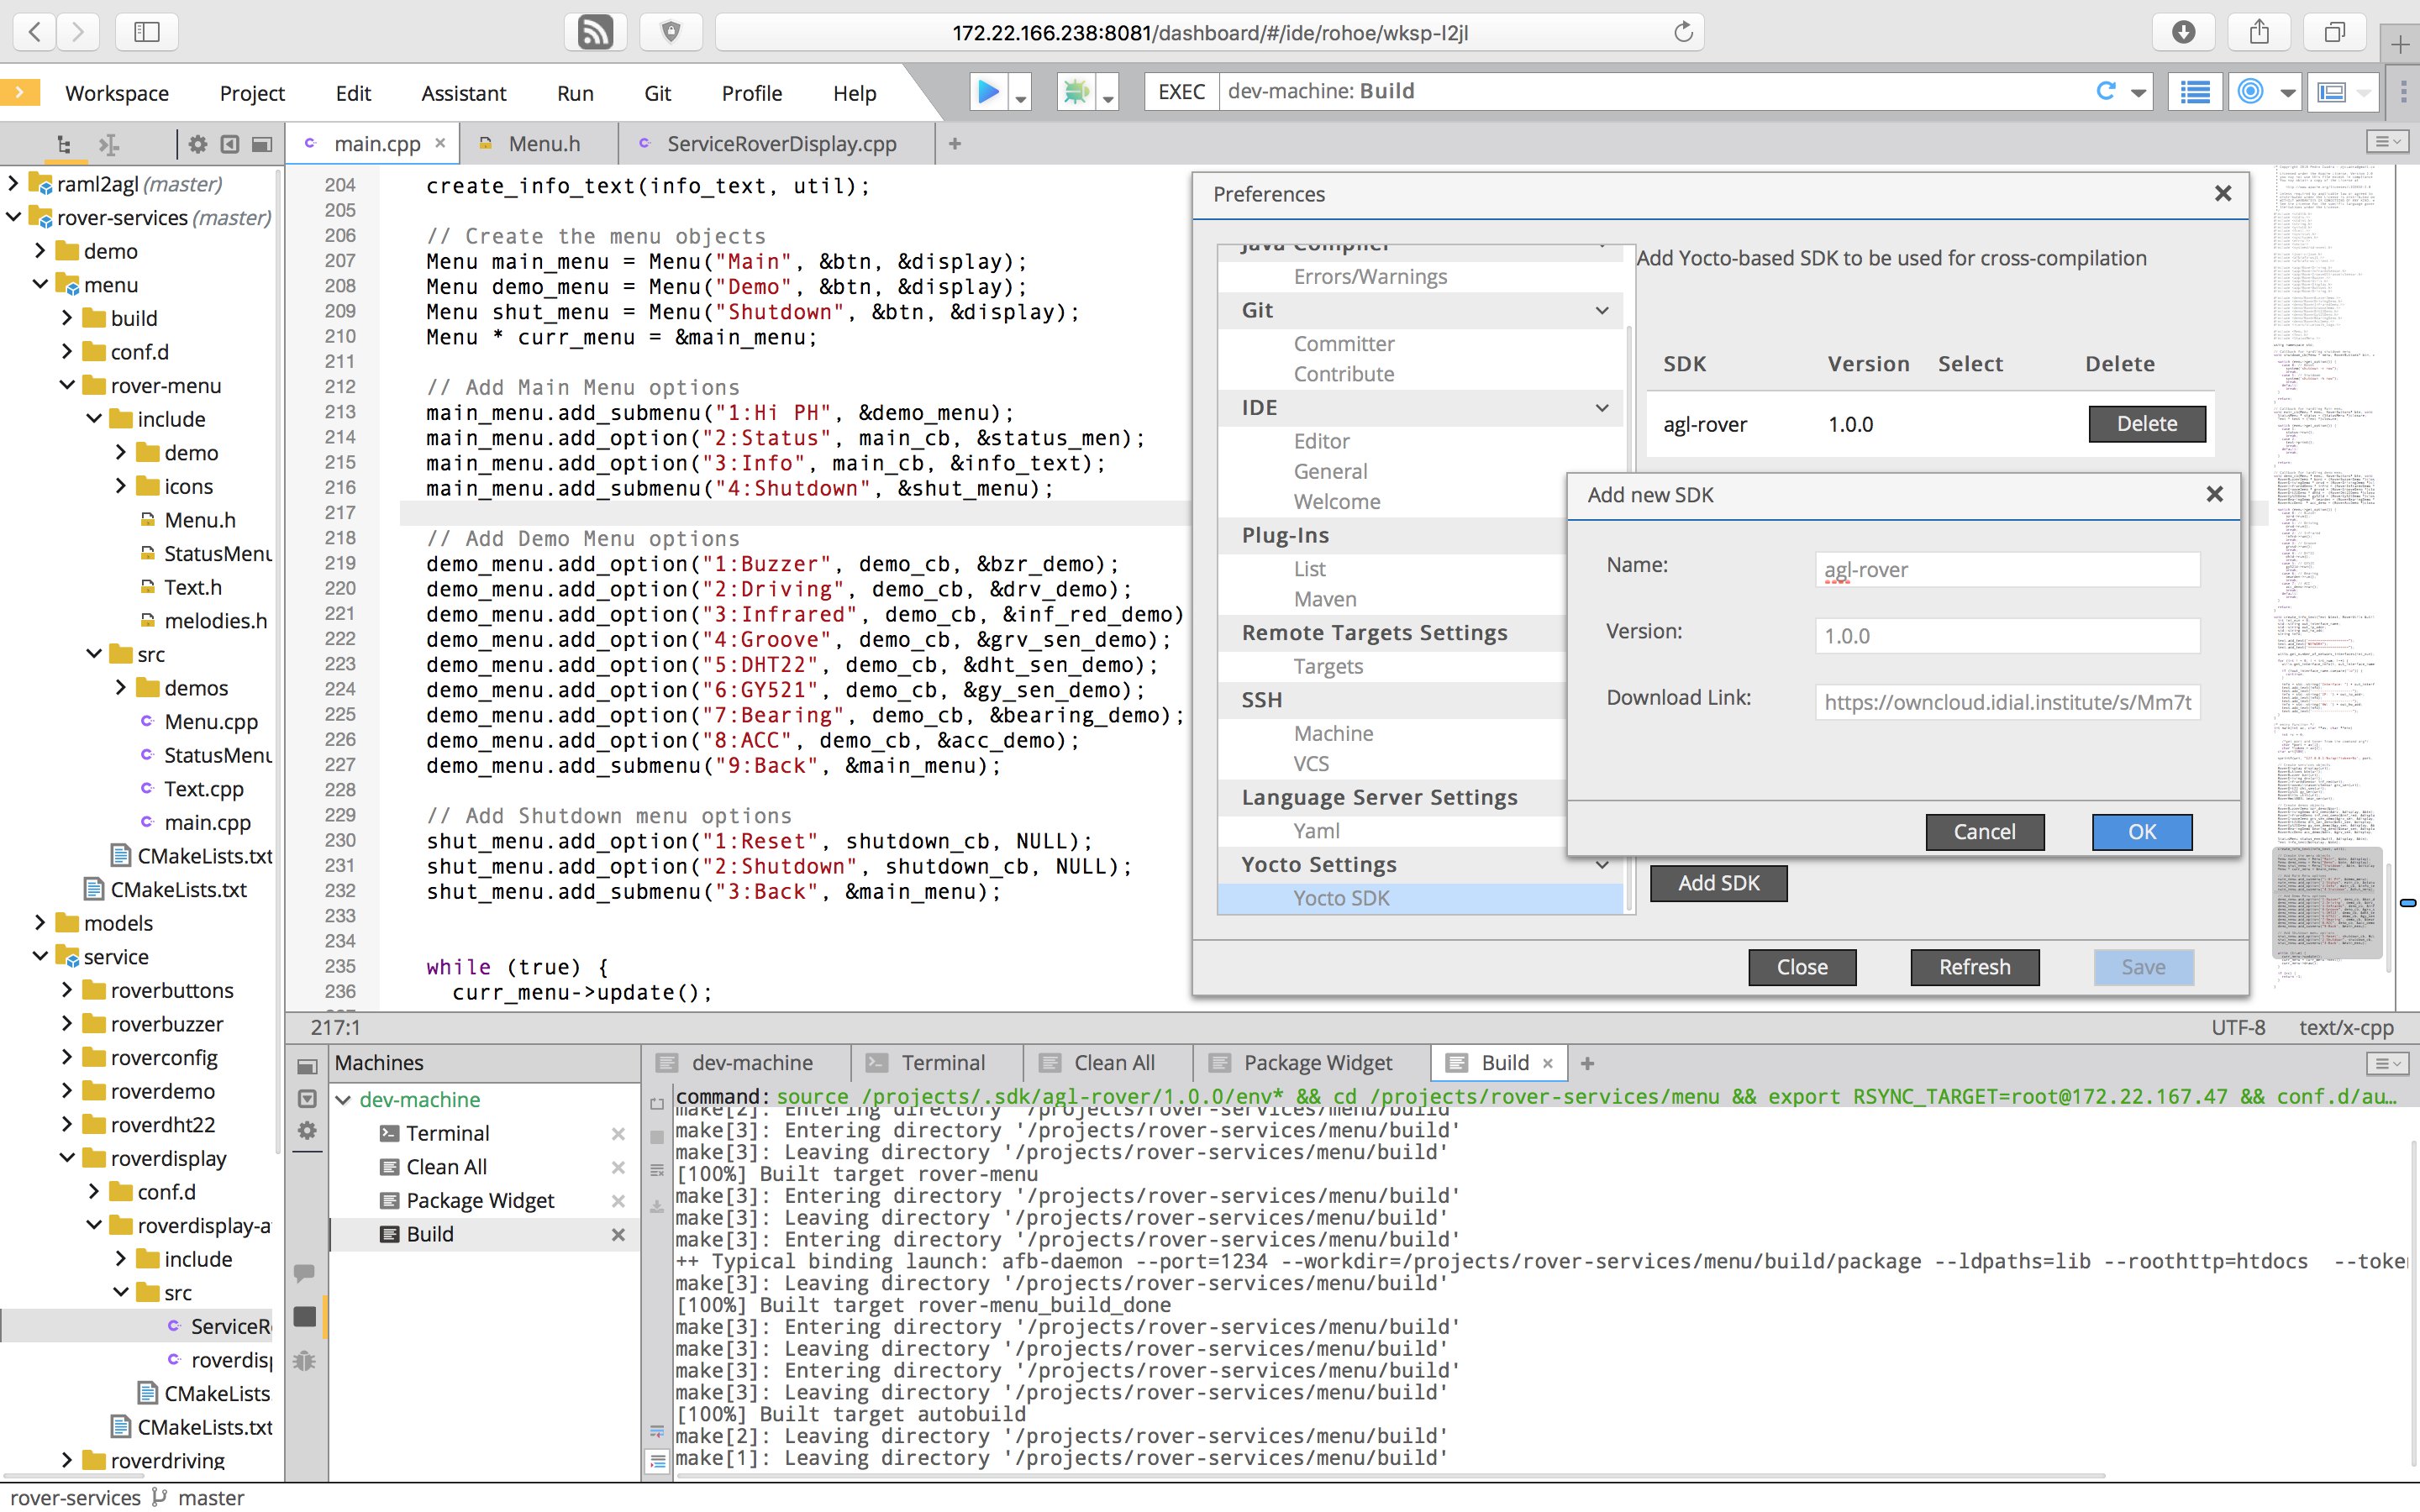 172.22.166.238:8081/dashboard/#/ide/rohoe/wksp-l2jl
Workspace Project Edit Assistant Run Git Profile Help
EXEC dev-machine: Build
main.cpp Menu.h ServiceRoverDisplay.cpp
raml2agl (master)
rover-services (master)
demo
menu
build
conf.d
rover-menu
include
demo
icons
Menu.h
StatusMenu
Text.h
melodies.h
src
demos
Menu.cpp
StatusMenu
Text.cpp
main.cpp
CMakeLists.txt
CMakeLists.txt
models
service
roverbuttons
roverbuzzer
roverconfig
roverdemo
roverdht22
roverdisplay
conf.d
roverdisplay-a
include
src
ServiceR
roverdisp
CMakeLists
CMakeLists.txt
roverdriving
204 create_info_text(info_text, util);
205
206 // Create the menu objects
207 Menu main_menu = Menu("Main", &btn, &display);
208 Menu demo_menu = Menu("Demo", &btn, &display);
209 Menu shut_menu = Menu("Shutdown", &btn, &display);
210 Menu * curr_menu = &main_menu;
211
212 // Add Main Menu options
213 main_menu.add_submenu("1:Hi PH", &demo_menu);
214 main_menu.add_option("2:Status", main_cb, &status_men);
215 main_menu.add_option("3:Info", main_cb, &info_text);
216 main_menu.add_submenu("4:Shutdown", &shut_menu);
217
218 // Add Demo Menu options
219 demo_menu.add_option("1:Buzzer", demo_cb, &bzr_demo);
220 demo_menu.add_option("2:Driving", demo_cb, &drv_demo);
221 demo_menu.add_option("3:Infrared", demo_cb, &inf_red_demo)
222 demo_menu.add_option("4:Groove", demo_cb, &grv_sen_demo);
223 demo_menu.add_option("5:DHT22", demo_cb, &dht_sen_demo);
224 demo_menu.add_option("6:GY521", demo_cb, &gy_sen_demo);
225 demo_menu.add_option("7:Bearing", demo_cb, &bearing_demo);
226 demo_menu.add_option("8:ACC", demo_cb, &acc_demo);
227 demo_menu.add_submenu("9:Back", &main_menu);
228
229 // Add Shutdown menu options
230 shut_menu.add_option("1:Reset", shutdown_cb, NULL);
231 shut_menu.add_option("2:Shutdown", shutdown_cb, NULL);
232 shut_menu.add_submenu("3:Back", &main_menu);
233
234
235 while (true) {
236 curr_menu->update();
Preferences
Java Compiler
Errors/Warnings
Git
Committer
Contribute
IDE
Editor
General
Welcome
Plug-Ins
List
Maven
Remote Targets Settings
Targets
SSH
Machine
VCS
Language Server Settings
Yaml
Yocto Settings
Yocto SDK
Add Yocto-based SDK to be used for cross-compilation
SDK Version Select Delete
agl-rover 1.0.0 Delete
Add new SDK
Name: agl-rover
Version: 1.0.0
Download Link: https://owncloud.idial.institute/s/Mm7t
Cancel OK
Add SDK
Close Refresh Save
217:1 UTF-8 text/x-cpp
Machines
dev-machine
Terminal
Clean All
Package Widget
Build
dev-machine Terminal Clean All Package Widget Build
command: source /projects/.sdk/agl-rover/1.0.0/env* && cd /projects/rover-services/menu && export RSYNC_TARGET=root@172.22.167.47 && conf.d/au...
make[2]: Entering directory '/projects/rover-services/menu/build'
make[3]: Entering directory '/projects/rover-services/menu/build'
make[3]: Leaving directory '/projects/rover-services/menu/build'
[100%] Built target rover-menu
make[3]: Entering directory '/projects/rover-services/menu/build'
make[3]: Leaving directory '/projects/rover-services/menu/build'
make[3]: Entering directory '/projects/rover-services/menu/build'
++ Typical binding launch: afb-daemon --port=1234 --workdir=/projects/rover-services/menu/build/package --ldpaths=lib --roothttp=htdocs --toke
make[3]: Leaving directory '/projects/rover-services/menu/build'
[100%] Built target rover-menu_build_done
make[3]: Entering directory '/projects/rover-services/menu/build'
make[3]: Leaving directory '/projects/rover-services/menu/build'
make[3]: Entering directory '/projects/rover-services/menu/build'
make[3]: Leaving directory '/projects/rover-services/menu/build'
[100%] Built target autobuild
make[2]: Leaving directory '/projects/rover-services/menu/build'
make[1]: Leaving directory '/projects/rover-services/menu/build'
rover-services master